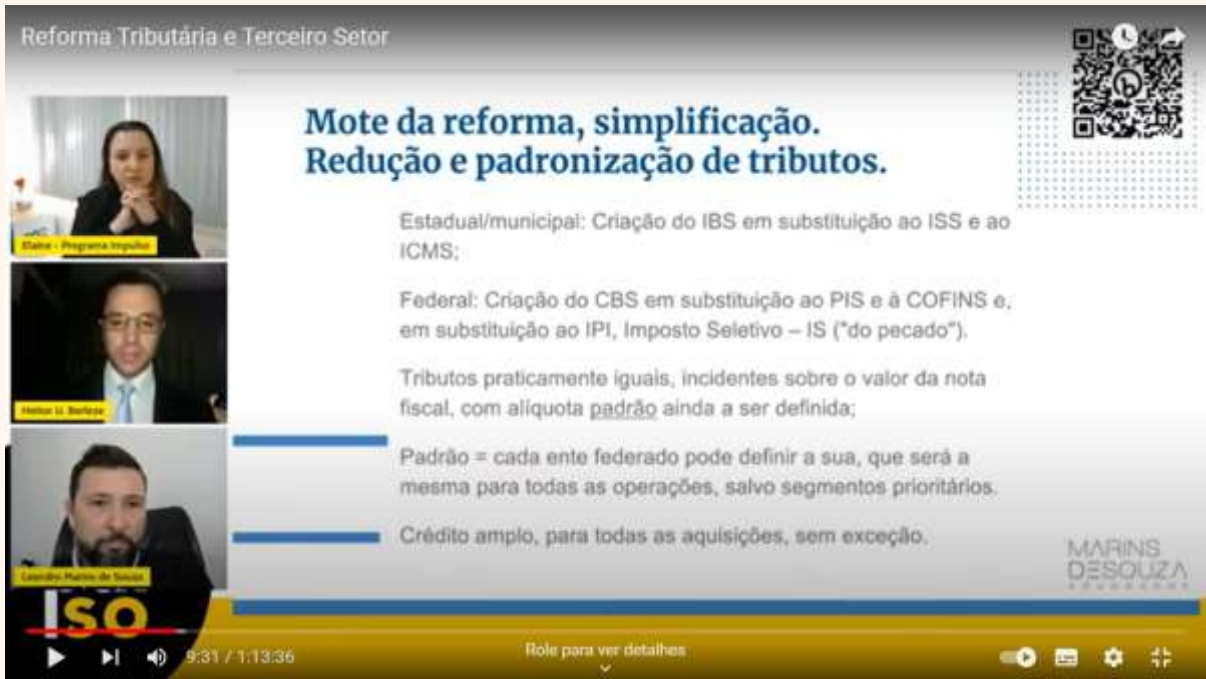 Reforma Tributária e Terceiro Setor
Mote da reforma, simplificação.
Redução e padronização de tributos.
Estadual/municipal: Criação do IBS em substituição ao ISS e ao
ICMS;
Federal: Criação do CBS em substituição ao PIS e à COFINS e,
em substituição ao IPI, Imposto Seletivo – IS ("do pecado").
Tributos praticamente iguais, incidentes sobre o valor da nota
fiscal, com alíquota padrão ainda a ser definida;
Padrão = cada ente federado pode definir a sua, que será a
mesma para todas as operações, salvo segmentos prioritários.
Crédito amplo, para todas as aquisições, sem exceção.
Elaine - Programa Impulso
Heitor U. Berleze
Leandro Marins de Souza
ISO
MARINS
DESOUZA
9:31 / 1:13:36
Role para ver detalhes